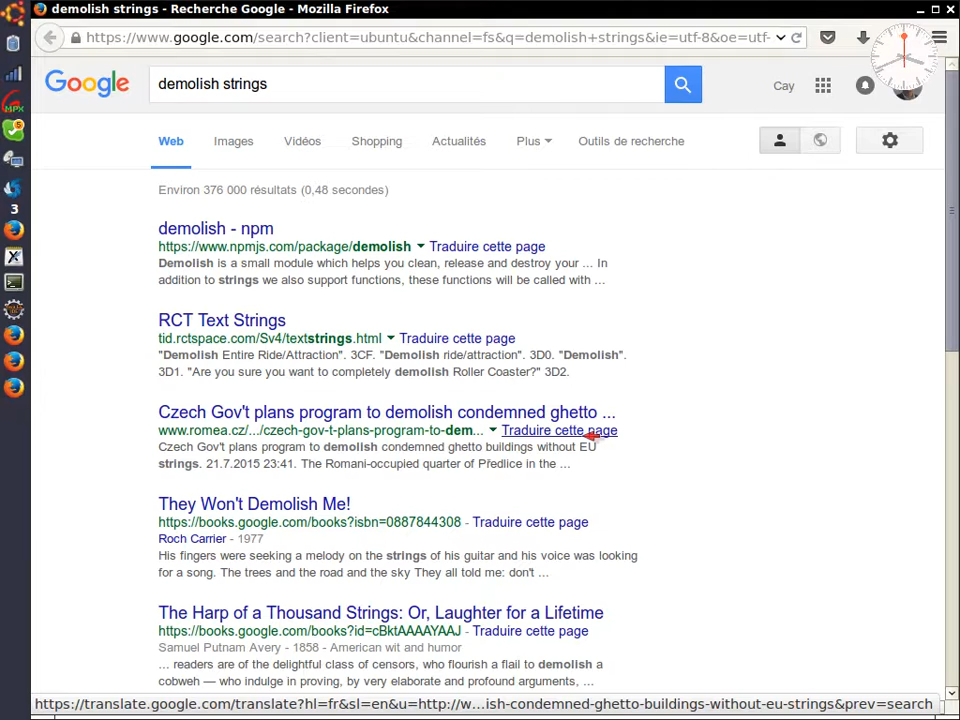 demolish strings - Recherche Google - Mozilla Firefox
https://www.google.com/search?client=ubuntu&channel=fs&q=demolish+strings&ie=utf-8&oe=utf-
Google
demolish strings
Cay
Web Images Vidéos Shopping Actualités Plus Outils de recherche
Environ 376 000 résultats (0,48 secondes)
demolish - npm
https://www.npmjs.com/package/demolish Traduire cette page
Demolish is a small module which helps you clean, release and destroy your ... In
addition to strings we also support functions, these functions will be called with ...
RCT Text Strings
tid.rctspace.com/Sv4/textstrings.html Traduire cette page
"Demolish Entire Ride/Attraction". 3CF. "Demolish ride/attraction". 3D0. "Demolish".
3D1. "Are you sure you want to completely demolish Roller Coaster?" 3D2.
Czech Gov't plans program to demolish condemned ghetto ...
www.romea.cz/.../czech-gov-t-plans-program-to-dem... Traduire cette page
Czech Gov't plans program to demolish condemned ghetto buildings without EU
strings. 21.7.2015 23:41. The Romani-occupied quarter of Předlice in the ...
They Won't Demolish Me!
https://books.google.com/books?isbn=0887844308 - Traduire cette page
Roch Carrier - 1977
His fingers were seeking a melody on the strings of his guitar and his voice was looking
for a song. The trees and the road and the sky They all told me: don't ...
The Harp of a Thousand Strings: Or, Laughter for a Lifetime
https://books.google.com/books?id=cBktAAAAYAAJ - Traduire cette page
Samuel Putnam Avery - 1858 - American wit and humor
... readers are of the delightful class of censors, who flourish a flail to demolish a
cobweh — who indulge in proving, by very elaborate and profound arguments, ...
https://translate.google.com/translate?hl=fr&sl=en&u=http://w...ish-condemned-ghetto-buildings-without-eu-strings&prev=search
MPX
5
3